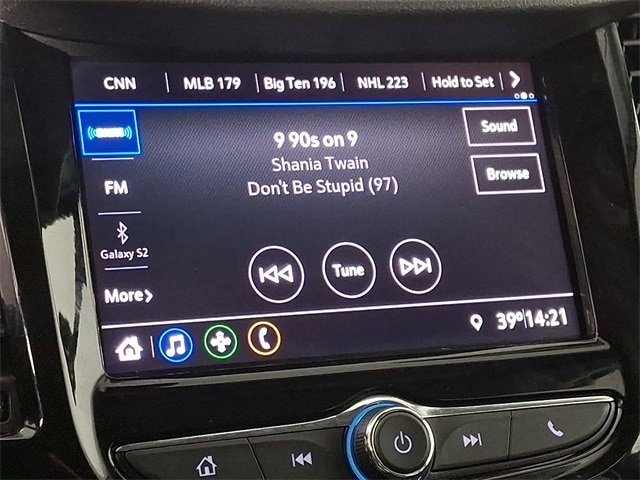 CNN MLB 179 Big Ten 196 NHL 223 Hold to Set
9 90s on 9
Shania Twain
Don't Be Stupid (97)
Sound
Browse
FM
Galaxy S2
More
Tune
39° 14:21